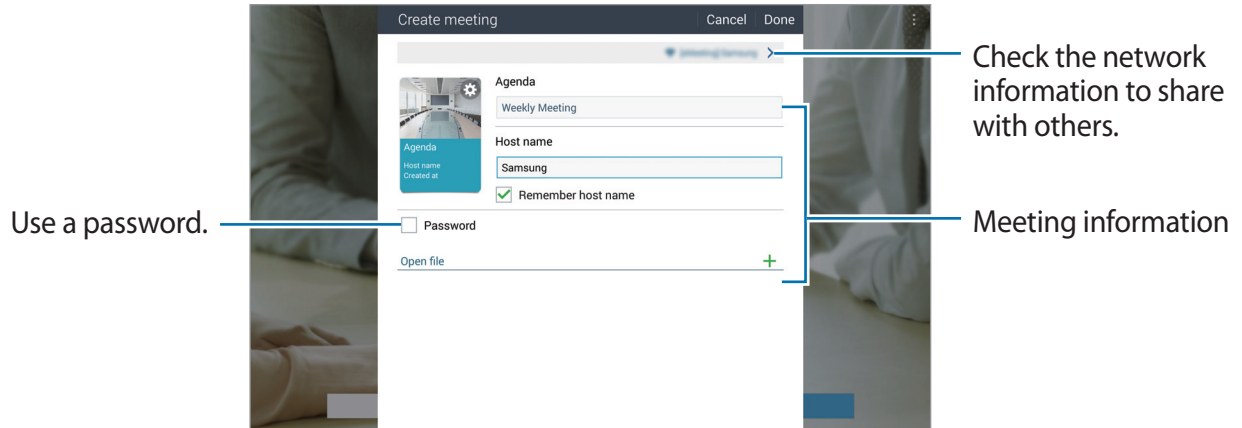 Create meeting Cancel Done
Check the network
information to share
with others.
Agenda
Weekly Meeting
Host name
Samsung
Remember host name
Agenda
Host name
Created at
Use a password.
Password
Meeting information
Open file